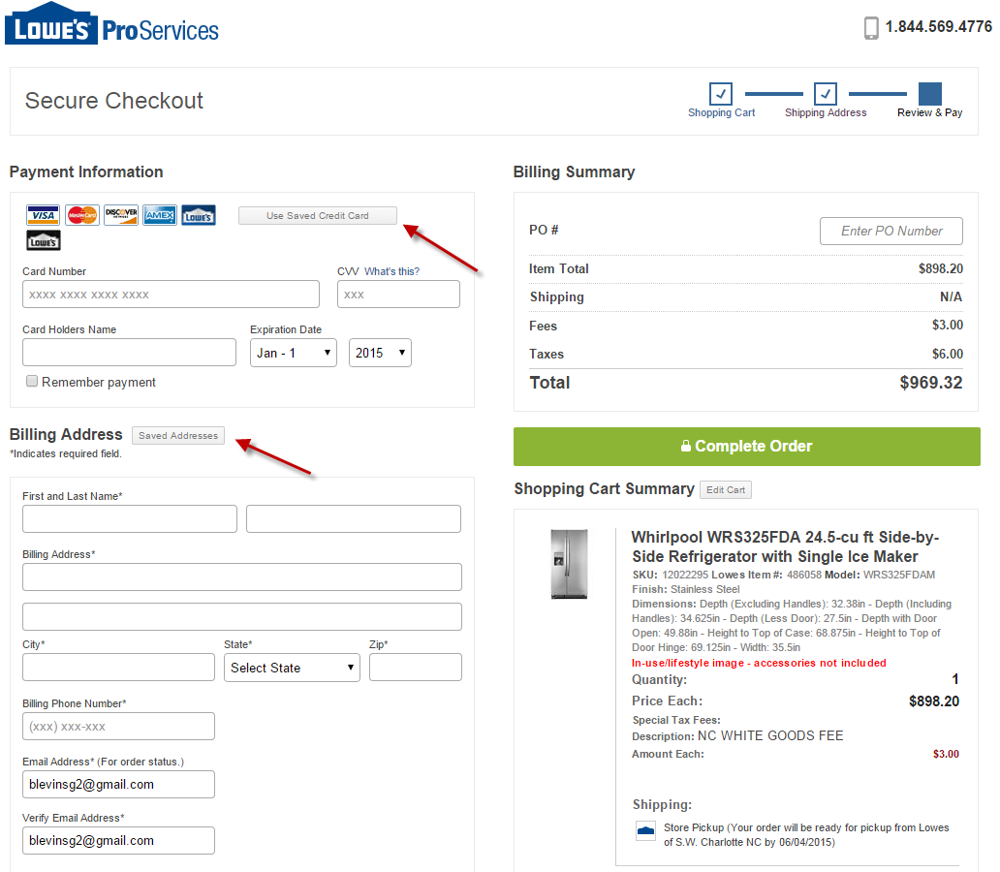 LOWE'S ProServices
1.844.569.4776
Secure Checkout
Shopping Cart
Shipping Address
Review & Pay
Payment Information
VISA MasterCard DISCOVER AMEX LOWE'S
Use Saved Credit Card
LOWE'S
Card Number
CVV What's this?
xxxx xxxx xxxx xxxx
xxx
Card Holders Name
Expiration Date
Jan - 1
2015
Remember payment
Billing Address
Saved Addresses
*Indicates required field.
First and Last Name*
Billing Address*
City*
State*
Zip*
Select State
Billing Phone Number*
(xxx) xxx-xxx
Email Address* (For order status.)
blevinsg2@gmail.com
Verify Email Address*
blevinsg2@gmail.com
Billing Summary
PO #
Enter PO Number
Item Total $898.20
Shipping N/A
Fees $3.00
Taxes $6.00
Total $969.32
Complete Order
Shopping Cart Summary
Edit Cart
Whirlpool WRS325FDA 24.5-cu ft Side-by-
Side Refrigerator with Single Ice Maker
SKU: 12022295 Lowes Item #: 486058 Model: WRS325FDAM
Finish: Stainless Steel
Dimensions: Depth (Excluding Handles): 32.38in - Depth (Including
Handles): 34.625in - Depth (Less Door): 27.5in - Depth with Door
Open: 49.88in - Height to Top of Case: 68.875in - Height to Top of
Door Hinge: 69.125in - Width: 35.5in
In-use/lifestyle image - accessories not included
Quantity: 1
Price Each: $898.20
Special Tax Fees:
Description: NC WHITE GOODS FEE
Amount Each: $3.00
Shipping:
Store Pickup (Your order will be ready for pickup from Lowes
of S.W. Charlotte NC by 06/04/2015)